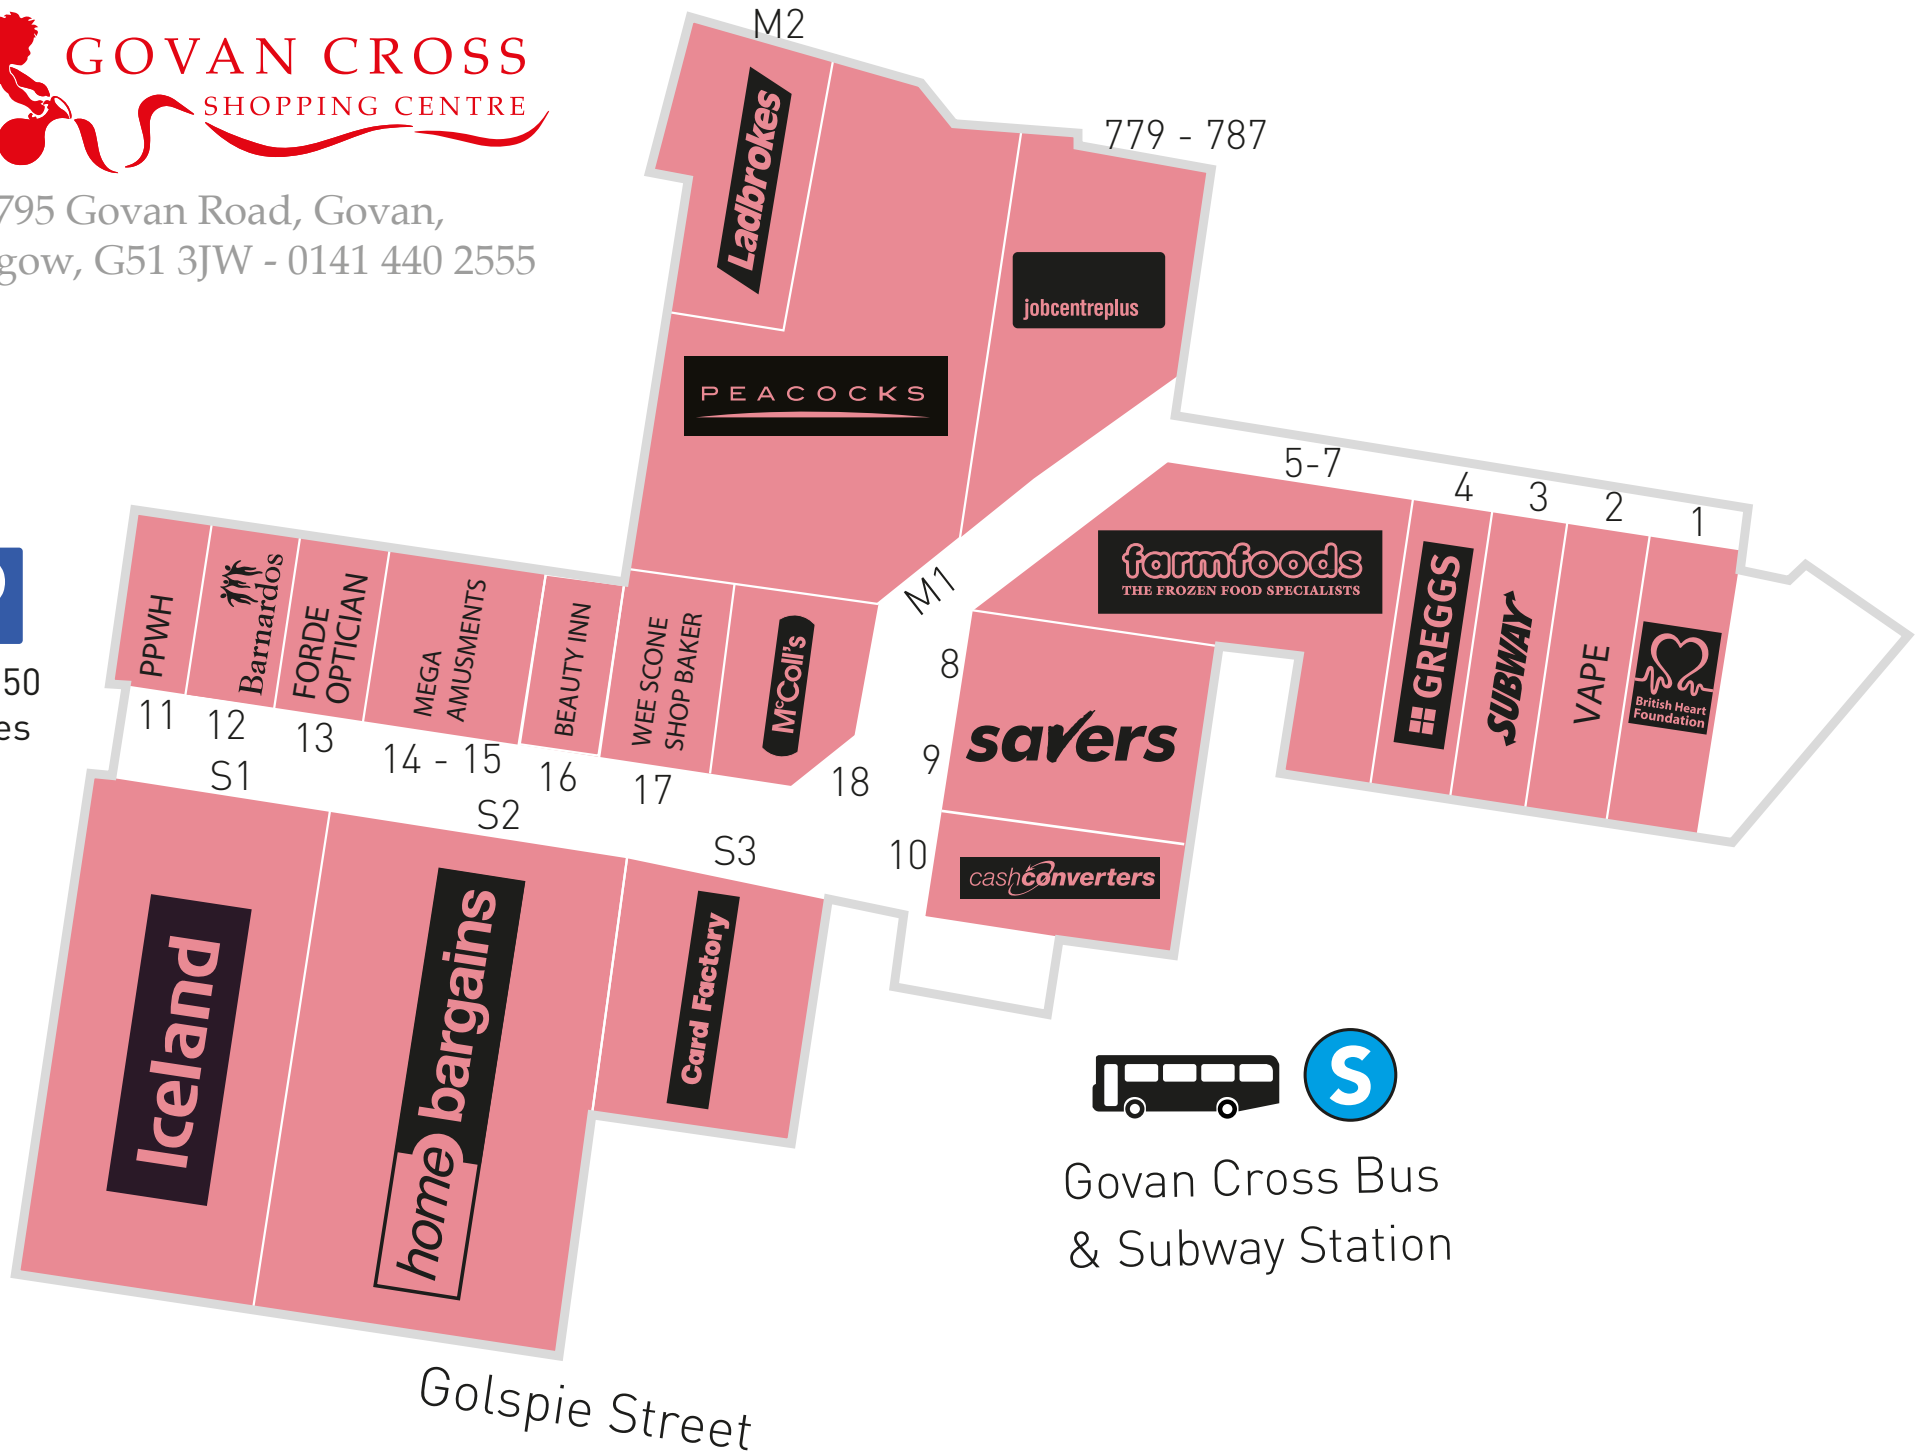 GOVAN CROSS
SHOPPING CENTRE
795 Govan Road, Govan,
gow, G51 3JW - 0141 440 2555
M2
779 - 787
Ladbrokes
jobcentreplus
PEACOCKS
5-7
4
3
2
1
farmfoods
THE FROZEN FOOD SPECIALISTS
GREGGS
SUBWAY
VAPE
British Heart
Foundation
M1
50
es
PPWH
Barnardos
FORDE
OPTICIAN
MEGA
AMUSMENTS
BEAUTY INN
WEE SCONE
SHOP BAKER
McColl's
11
12
13
14 - 15
16
17
18
8
9
10
savers
cashconverters
S1
S2
S3
Iceland
home bargains
Card Factory
S
Govan Cross Bus
& Subway Station
Golspie Street